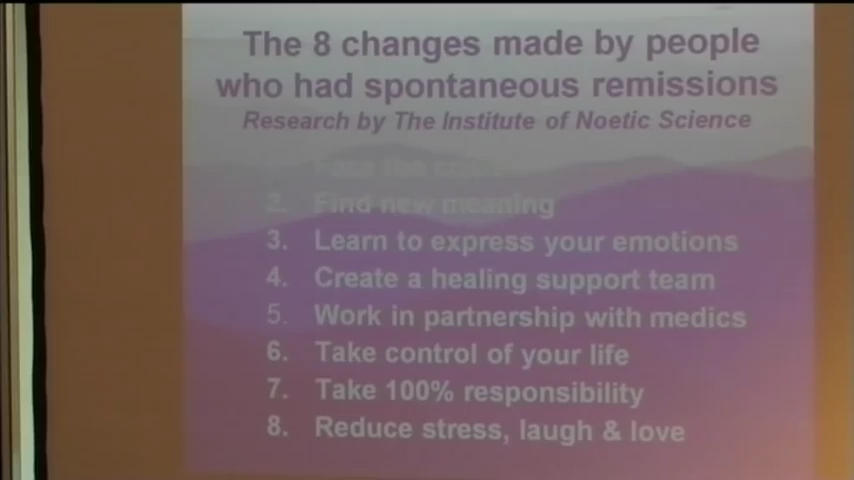 The 8 changes made by people
who had spontaneous remissions
Research by The Institute of Noetic Science
Face the
2. Find new meaning
3. Learn to express your emotions
4. Create a healing support team
5. Work in partnership with medics
6. Take control of your life
7. Take 100% responsibility
8. Reduce stress, laugh & love